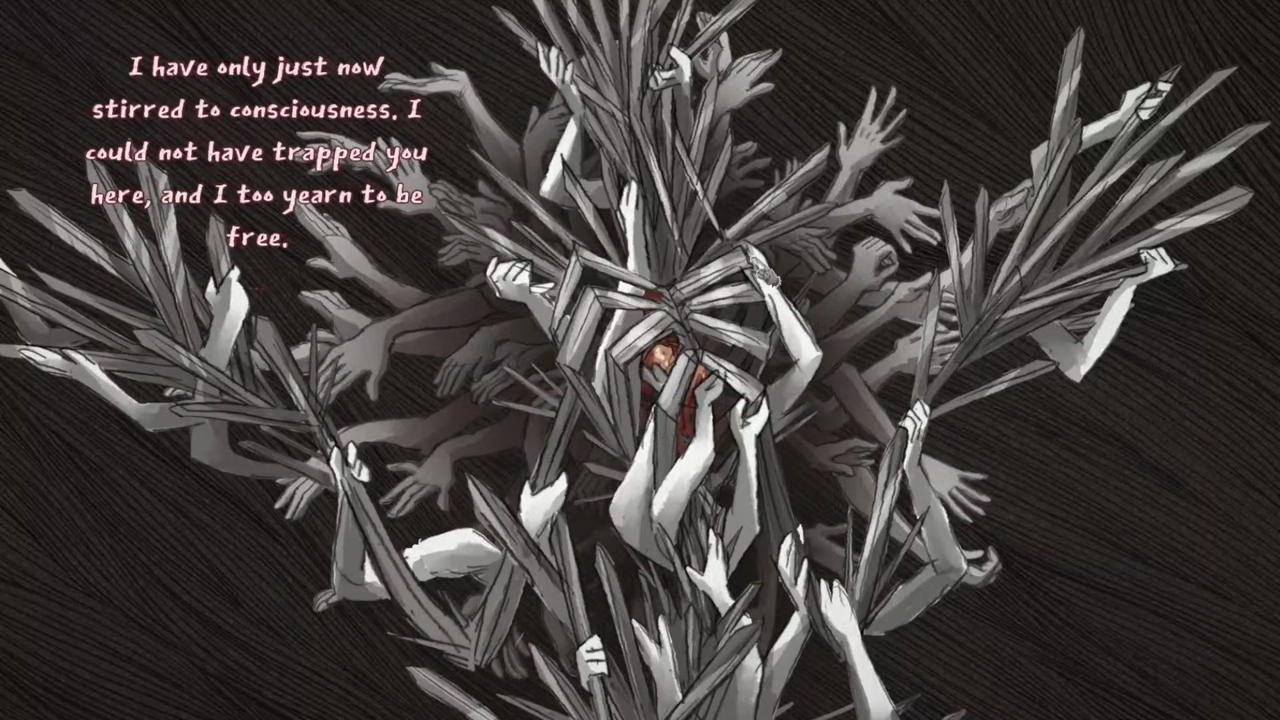 I have only just now
stirred to consciousness. I
could not have trapped you
here, and I too yearn to be
free.